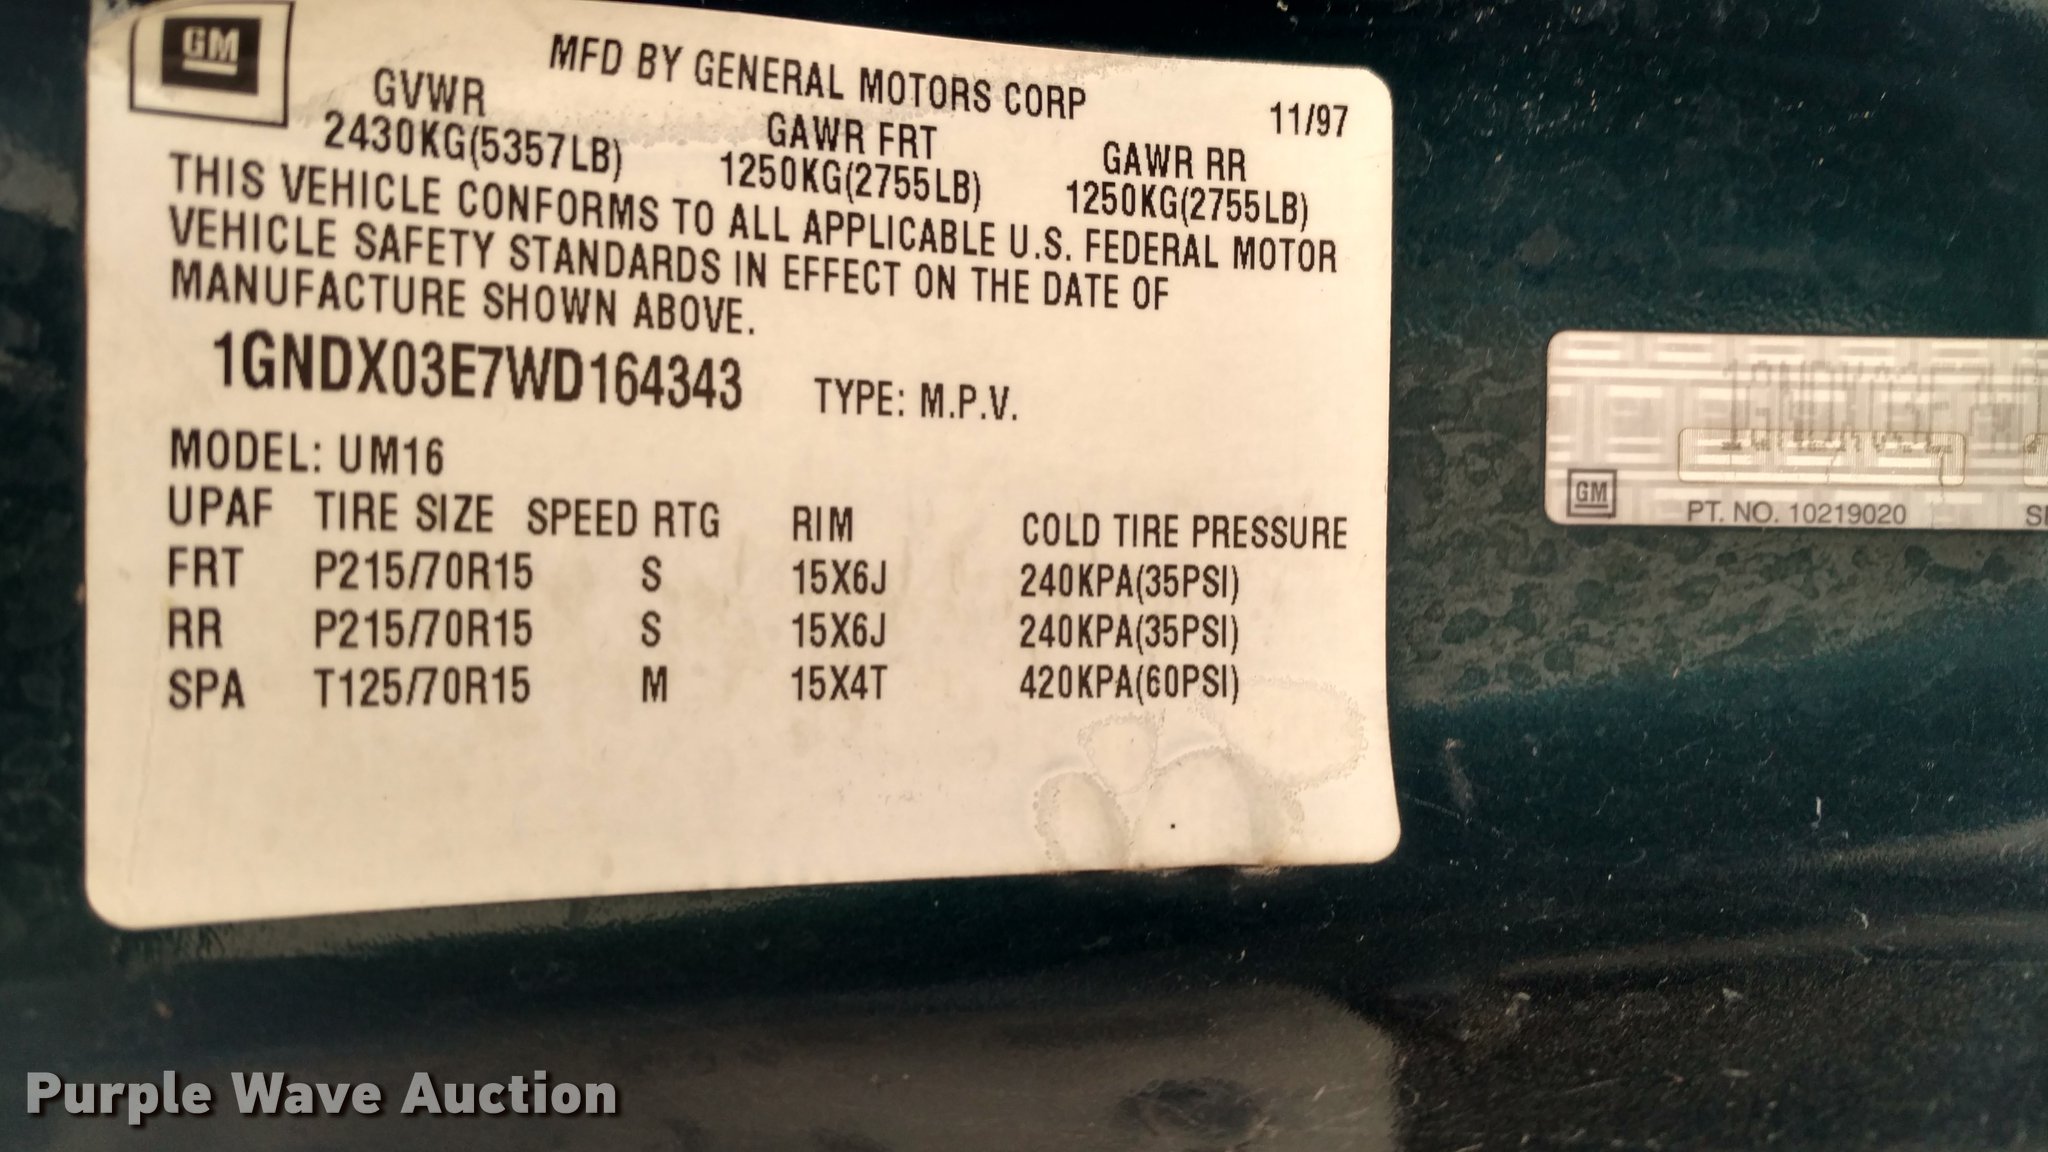 GM
MFD BY GENERAL MOTORS CORP
11/97
GVWR
GAWR FRT
GAWR RR
2430KG(5357LB)
1250KG(2755LB)
1250KG(2755LB)
THIS VEHICLE CONFORMS TO ALL APPLICABLE U.S. FEDERAL MOTOR
VEHICLE SAFETY STANDARDS IN EFFECT ON THE DATE OF
MANUFACTURE SHOWN ABOVE.
1GNDX03E7WD164343 TYPE: M.P.V.
MODEL: UM16
UPAF TIRE SIZE SPEED RTG RIM COLD TIRE PRESSURE
FRT P215/70R15 S 15X6J 240KPA(35PSI)
RR P215/70R15 S 15X6J 240KPA(35PSI)
SPA T125/70R15 M 15X4T 420KPA(60PSI)
GM
PT. NO. 10219020
Purple Wave Auction